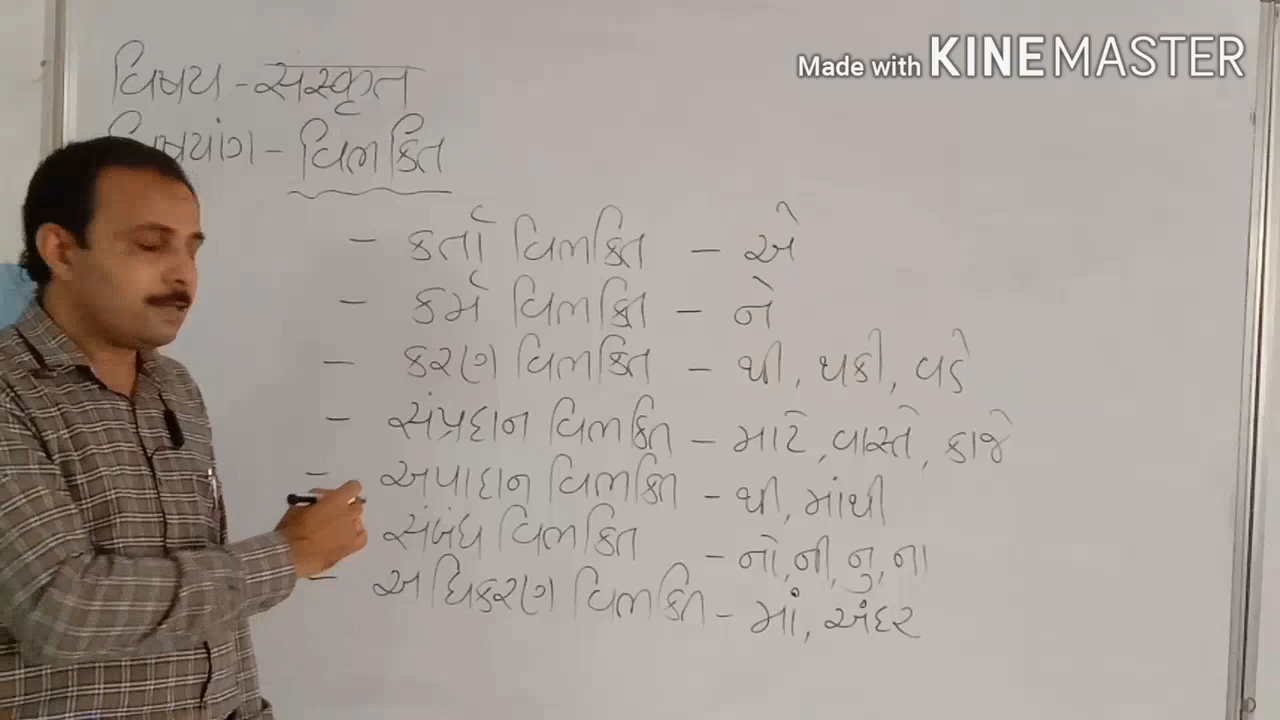 Made with KINEMASTER
વિષય - સંસ્કૃત
વિષયાંગ - વિભક્તિ
- કર્તા વિભક્તિ - એ
- કર્મ વિભક્તિ - ને
- કરણ વિભક્તિ - થી, થકી, વડે
- સંપ્રદાન વિભક્તિ - માટે, વાસ્તે, કાજે
- અપાદાન વિભક્તિ - થી, માંથી
સંબંધ વિભક્તિ - નો, ની, નુ, ના
- અધિકરણ વિભક્તિ - માં, અંદર